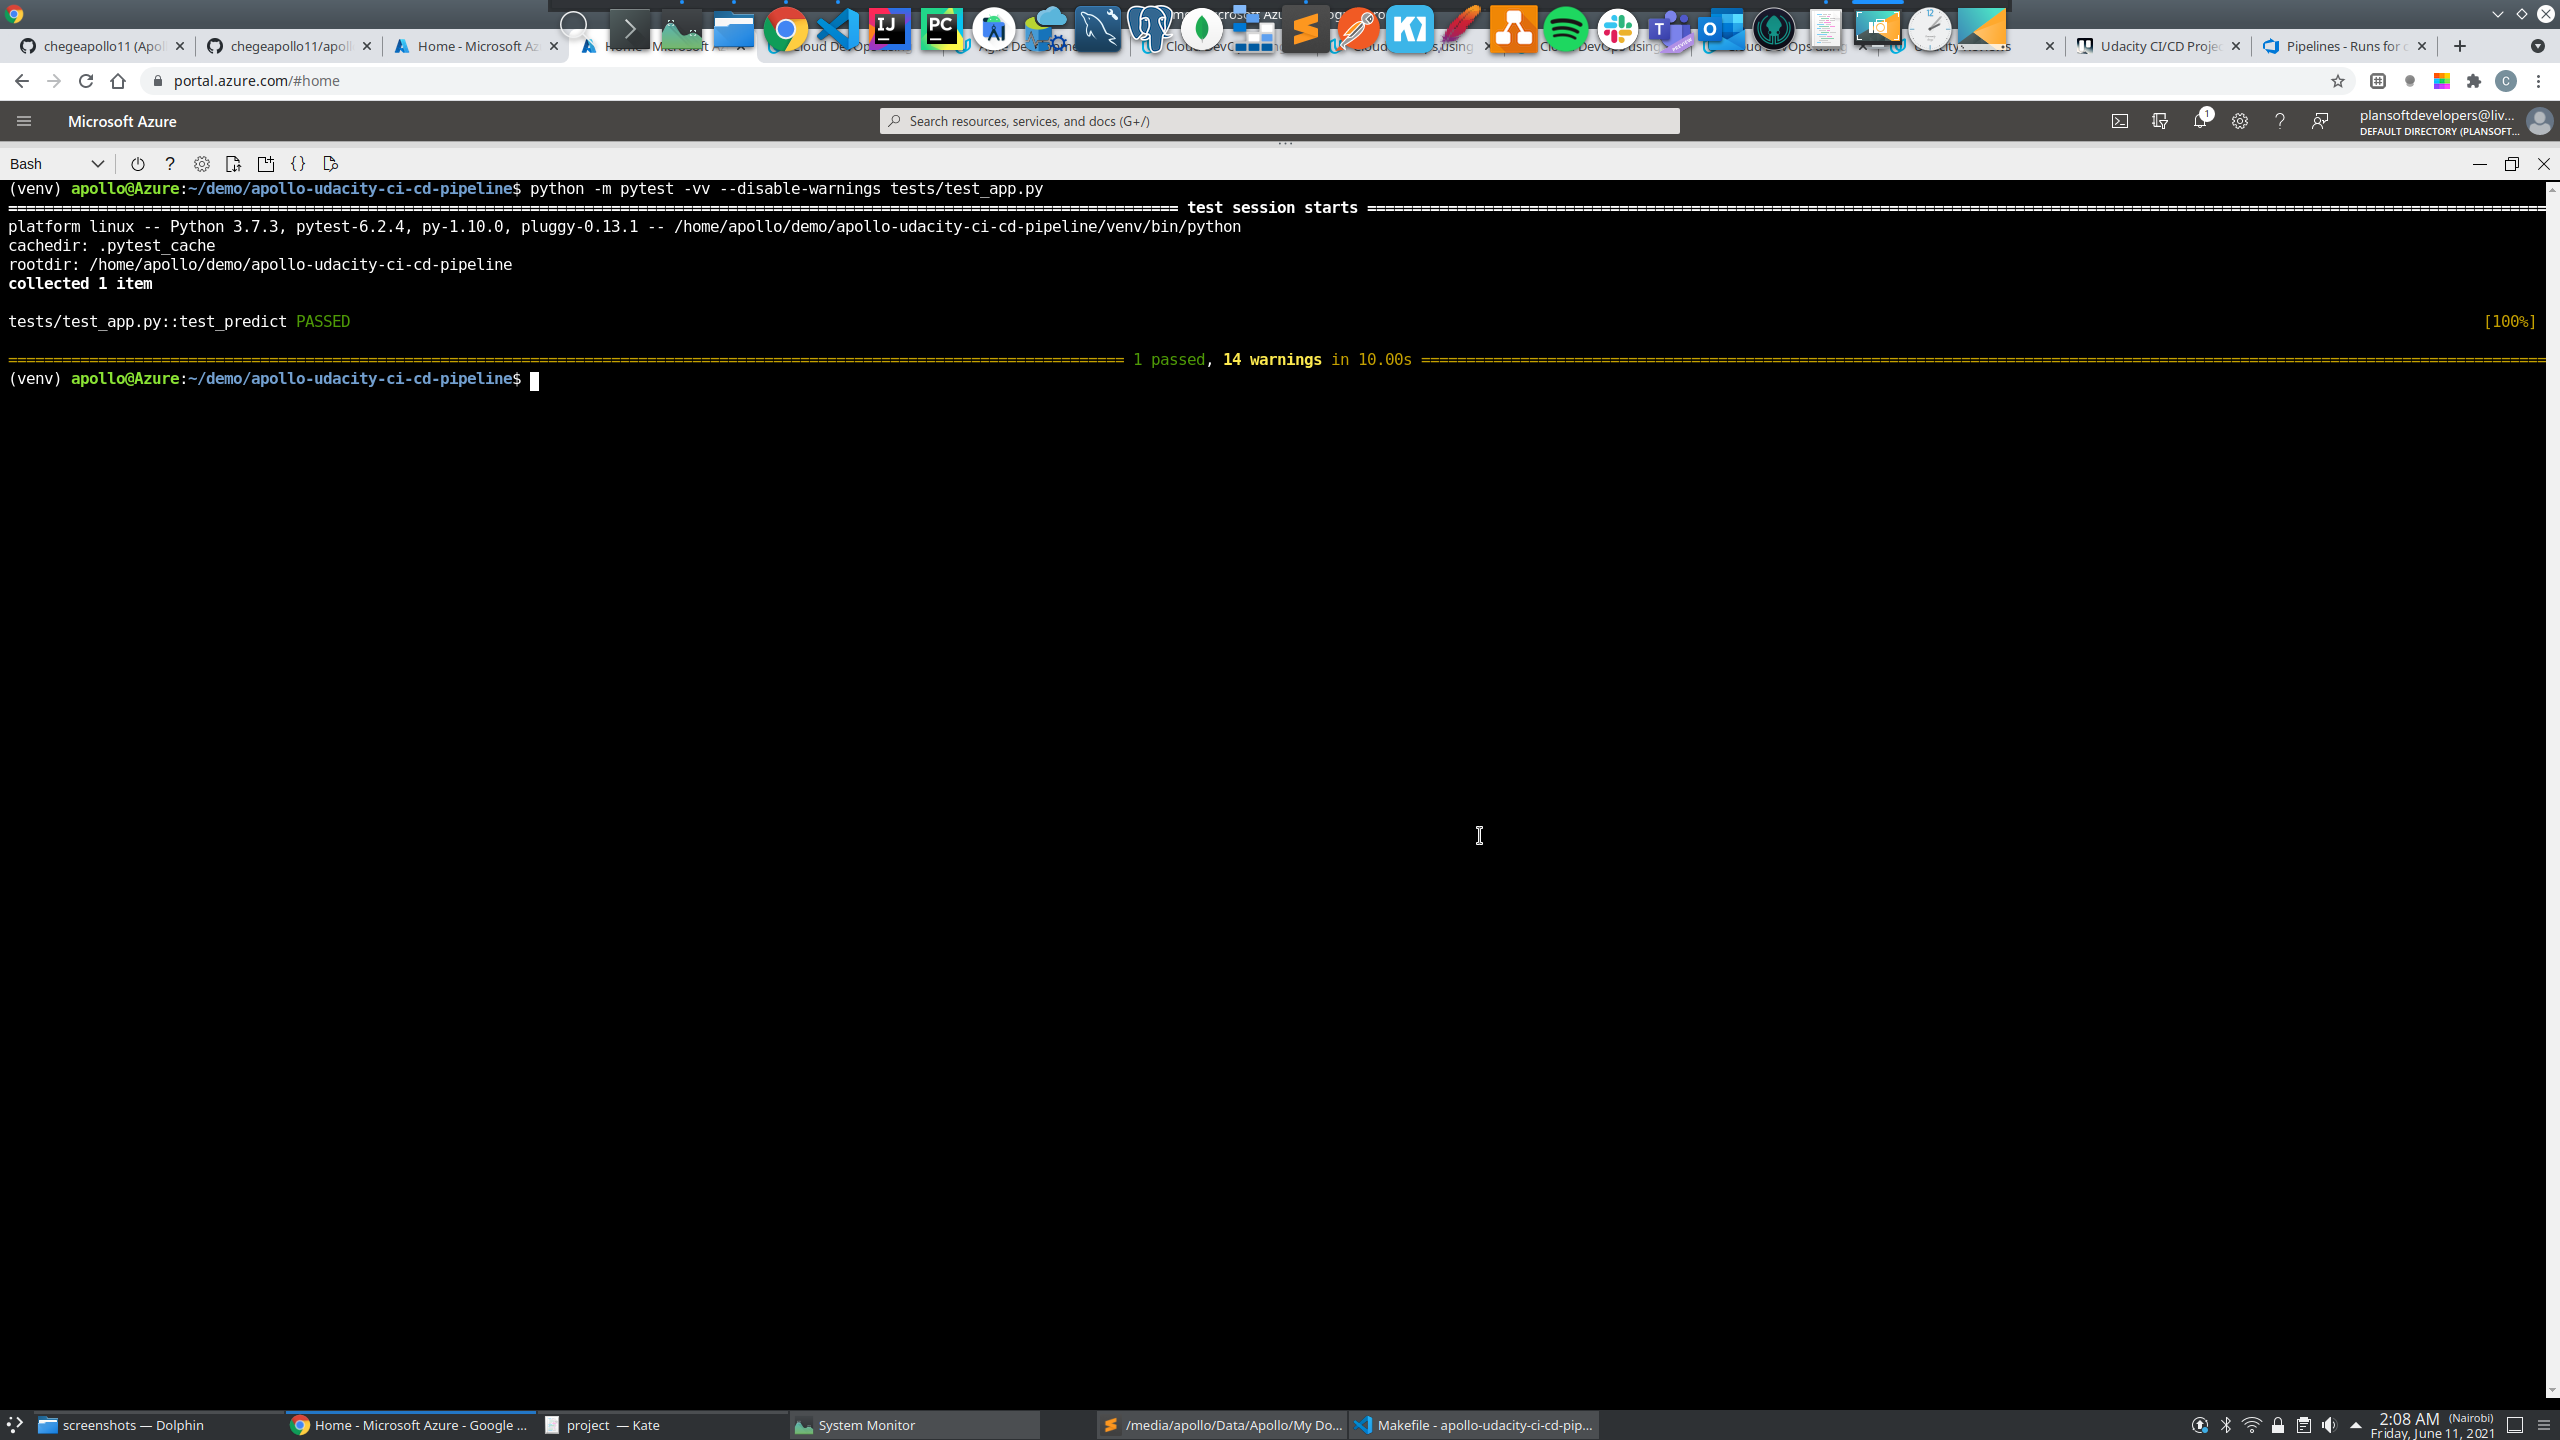 chegeapollo11 (Apol
chegeapollo11/apoll
Home - Microsoft Az
Udacity CI/CD Projec
Pipelines - Runs for c
portal.azure.com/#home
Microsoft Azure
Search resources, services, and docs (G+/)
1
plansoftdevelopers@liv...
DEFAULT DIRECTORY (PLANSOFT...
Bash
(venv) apollo@Azure:~/demo/apollo-udacity-ci-cd-pipeline$ python -m pytest -vv --disable-warnings tests/test_app.py
test session starts
platform linux -- Python 3.7.3, pytest-6.2.4, py-1.10.0, pluggy-0.13.1 -- /home/apollo/demo/apollo-udacity-ci-cd-pipeline/venv/bin/python
cachedir: .pytest_cache
rootdir: /home/apollo/demo/apollo-udacity-ci-cd-pipeline
collected 1 item
tests/test_app.py::test_predict PASSED [100%]
1 passed, 14 warnings in 10.00s
(venv) apollo@Azure:~/demo/apollo-udacity-ci-cd-pipeline$
screenshots — Dolphin
Home - Microsoft Azure - Google ...
project — Kate
System Monitor
/media/apollo/Data/Apollo/My Do...
Makefile - apollo-udacity-ci-cd-pip...
2:08 AM (Nairobi)
Friday, June 11, 2021